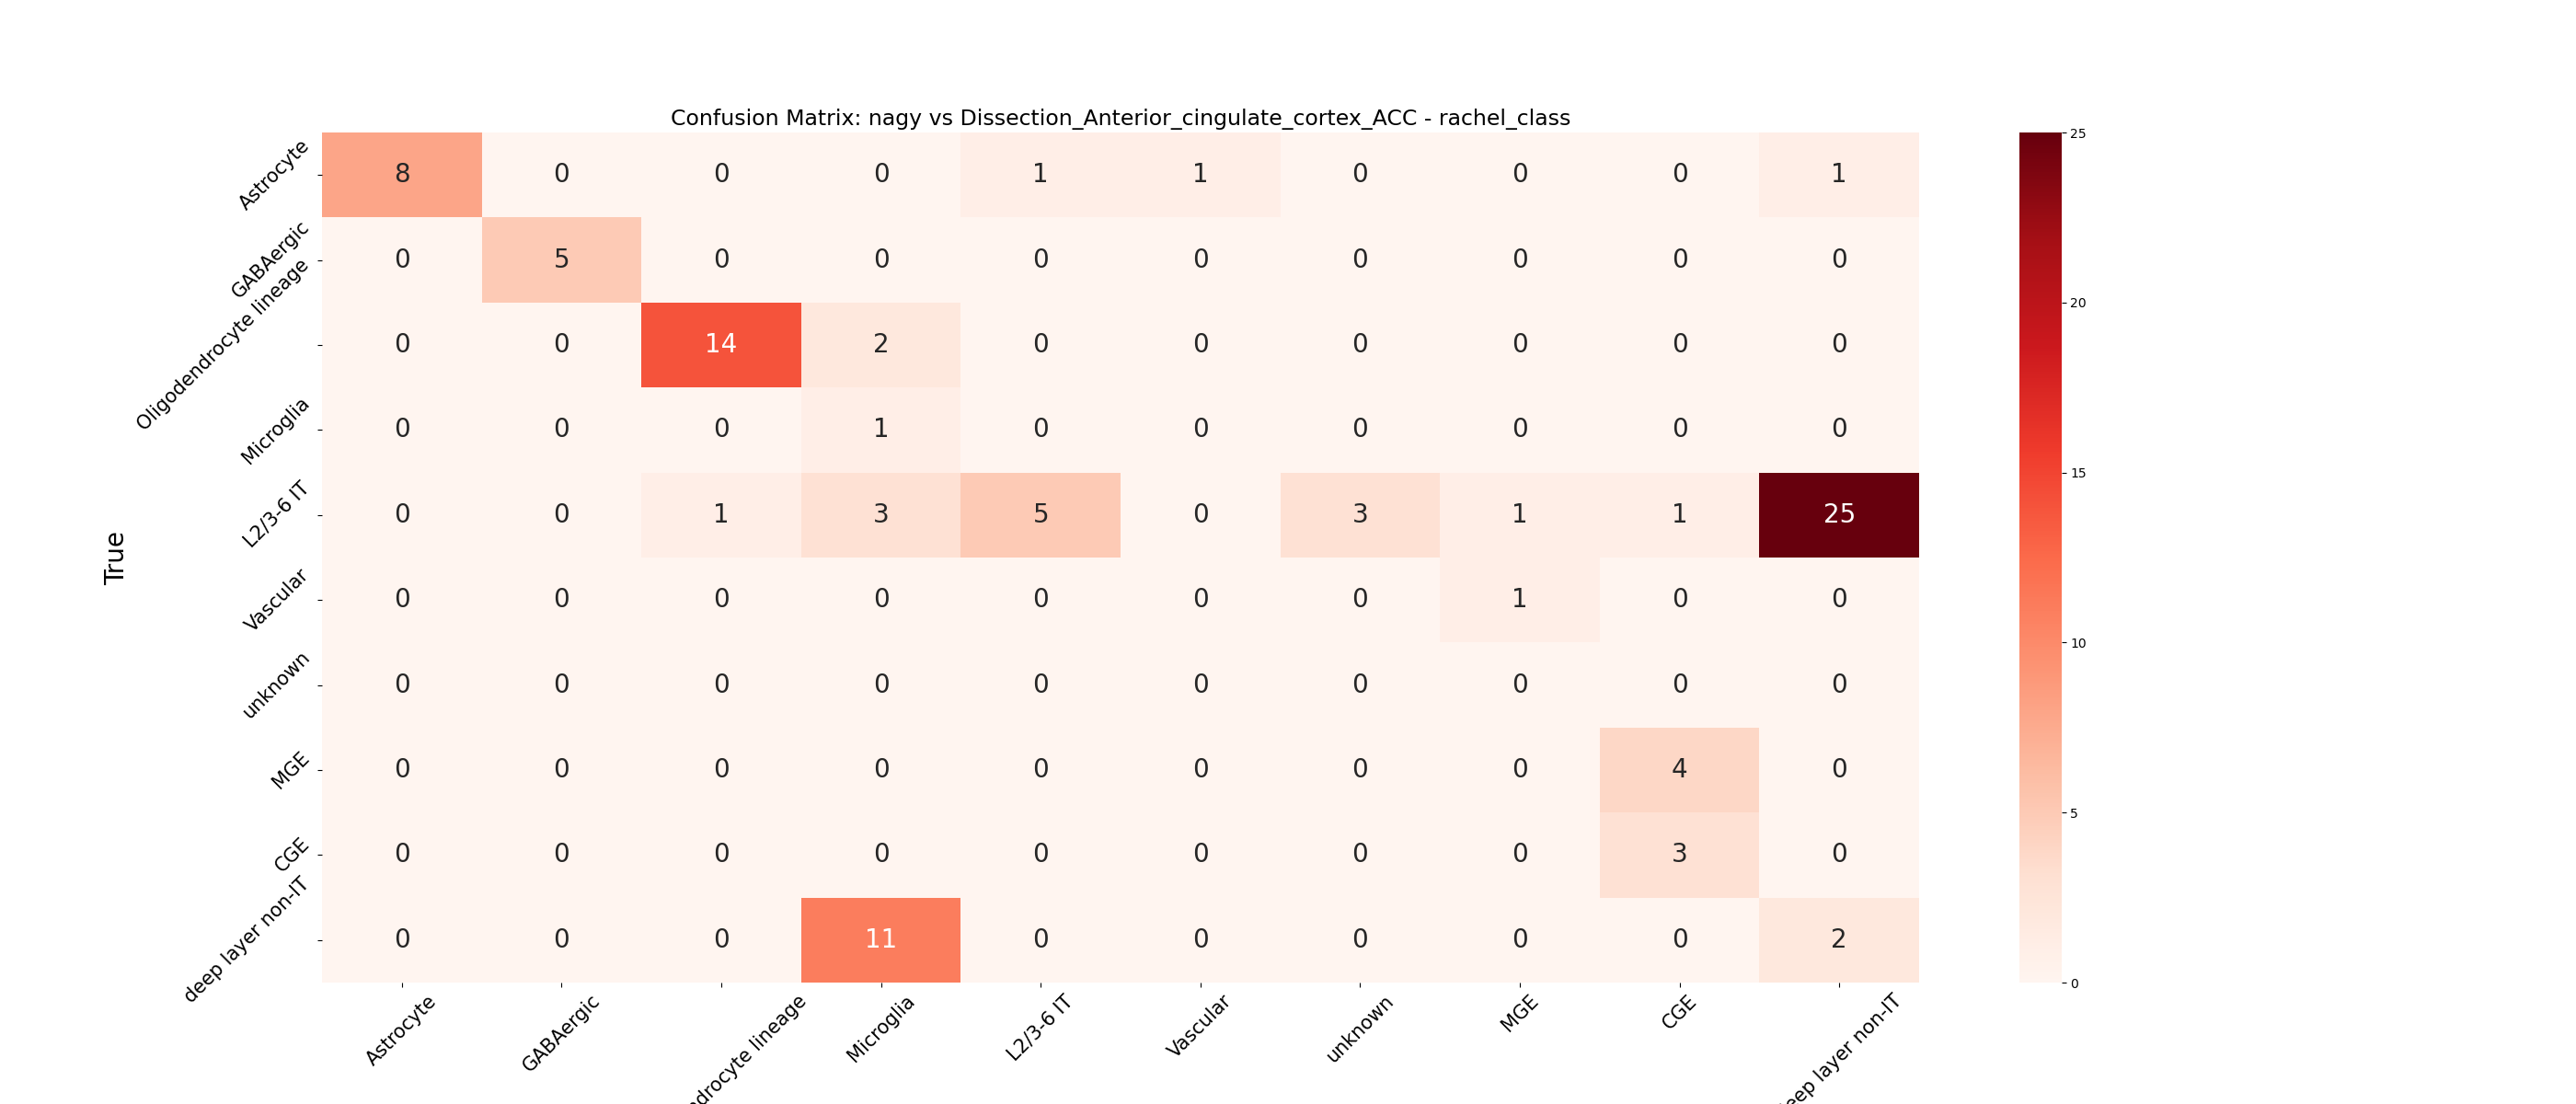 Confusion Matrix: nagy vs Dissection_Anterior_cingulate_cortex_ACC - rachel_class
True
Astrocyte 8 0 0 0 1 1 0 0 0 1
GABAergic 0 5 0 0 0 0 0 0 0 0
Oligodendrocyte lineage 0 0 14 2 0 0 0 0 0 0
Microglia 0 0 0 1 0 0 0 0 0 0
L2/3-6 IT 0 0 1 3 5 0 3 1 1 25
Vascular 0 0 0 0 0 0 0 1 0 0
unknown 0 0 0 0 0 0 0 0 0 0
MGE 0 0 0 0 0 0 0 0 4 0
CGE 0 0 0 0 0 0 0 0 3 0
deep layer non-IT 0 0 0 11 0 0 0 0 0 2
Astrocyte GABAergic ndrocyte lineage Microglia L2/3-6 IT Vascular unknown MGE CGE eep layer non-IT
25
20
15
10
5
0